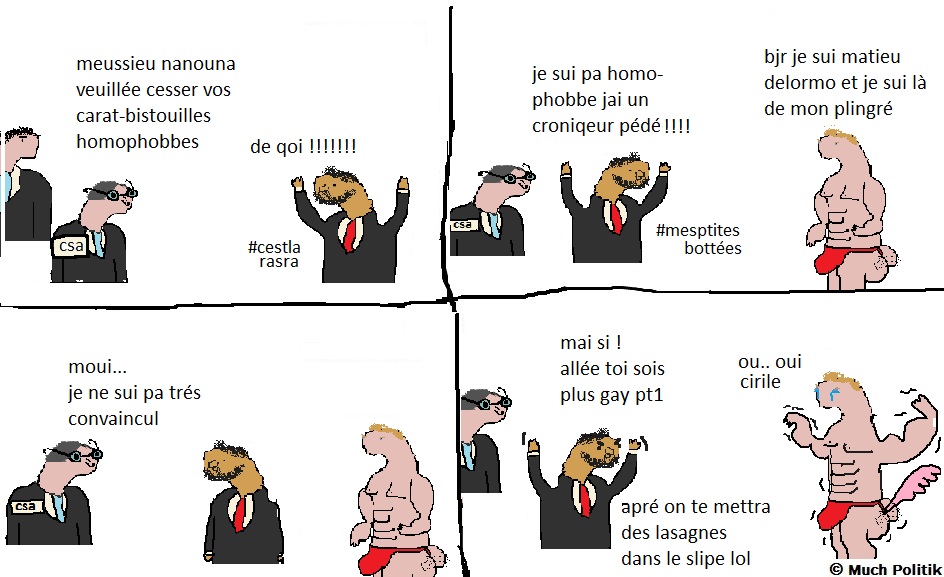 meussieu nanouna
veuillée cesser vos
carat-bistouilles
homophobbes
de qoi !!!!!!!
csa
#cestla
rasra
je sui pa homo-
phobbe jai un
croniqeur pédé !!!!
bjr je sui matieu
delormo et je sui là
de mon plingré
csa
#mesptites
bottées
moui...
je ne sui pa trés
convaincul
csa
mai si !
allée toi sois
plus gay pt1
ou.. oui
cirile
apré on te mettra
des lasagnes
dans le slipe lol
© Much Politik